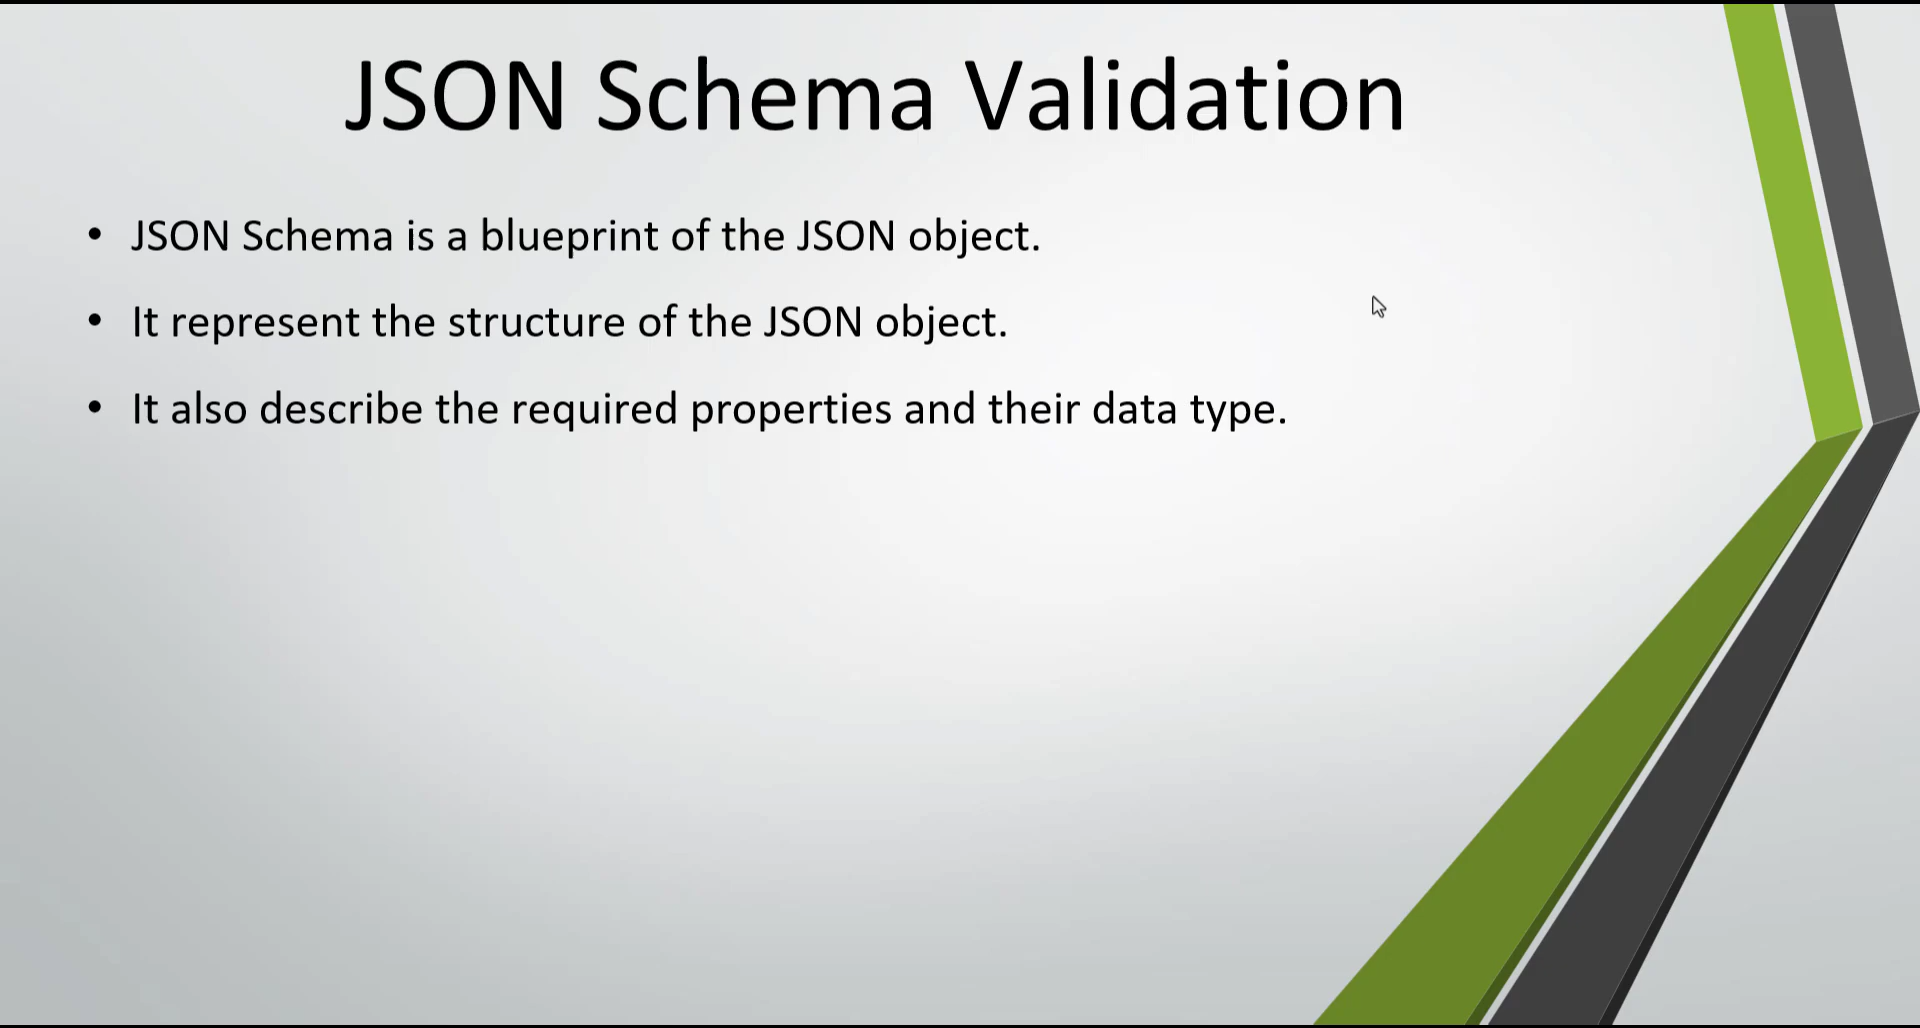 JSON Schema Validation
• JSON Schema is a blueprint of the JSON object.
• It represent the structure of the JSON object.
• It also describe the required properties and their data type.